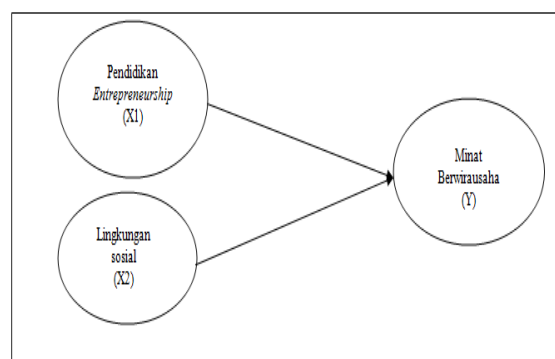 Pendidikan
Entrepreneurship
(X1)
Minat
Berwirausaha
(Y)
Lingkungan
sosial
(X2)